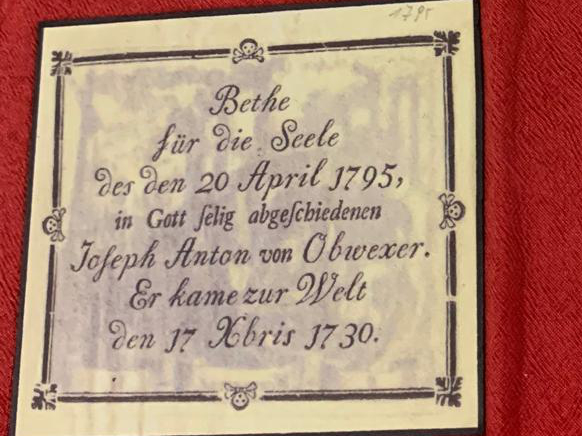 1795
Bethe
für die Seele
des den 20 April 1795,
in Gott ſelig abgeſchiedenen
Joſeph Anton von Obwexer.
Er kame zur Welt
den 17 Xbris 1730.